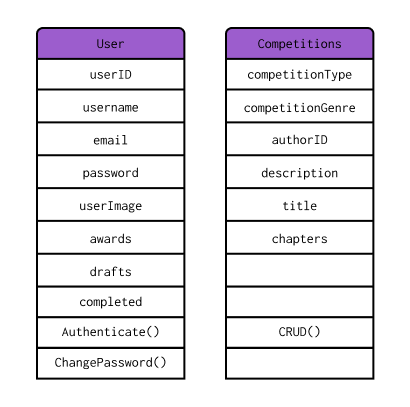 User
userID
username
email
password
userImage
awards
drafts
completed
Authenticate()
ChangePassword()
Competitions
competitionType
competitionGenre
authorID
description
title
chapters
CRUD()